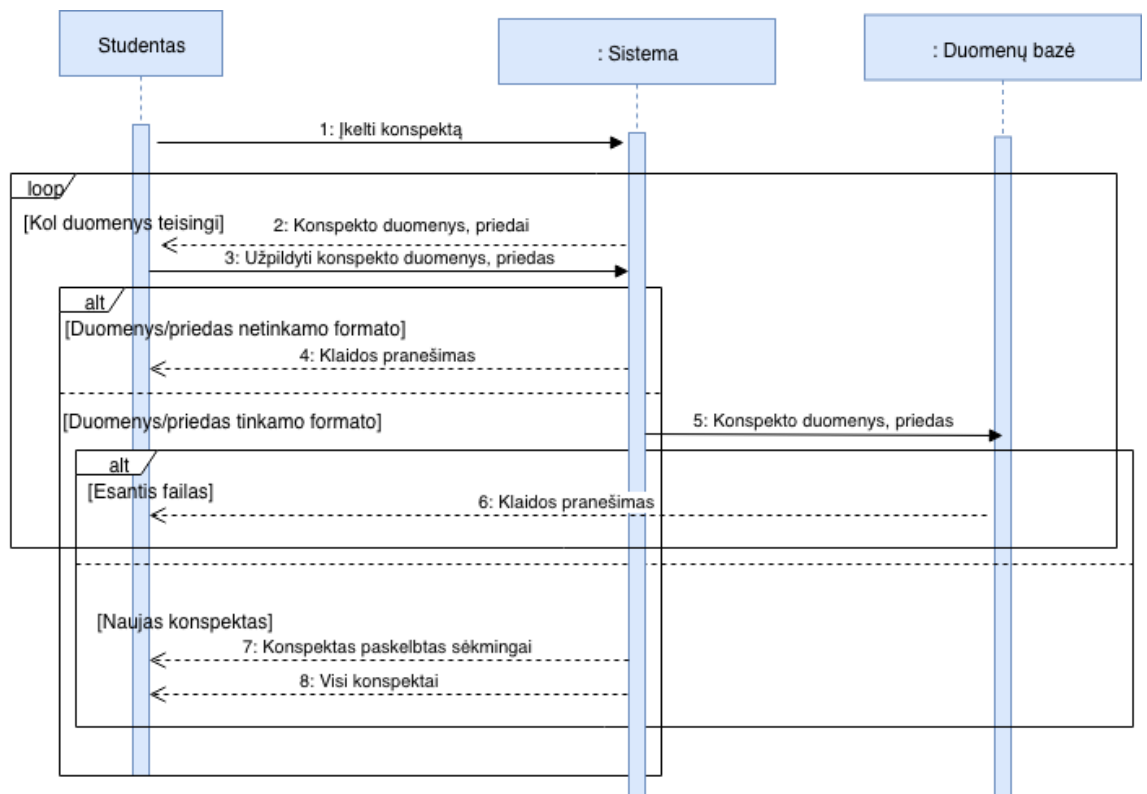 Studentas
: Sistema
: Duomenų bazė
1: Įkelti konspektą
loop
[Kol duomenys teisingi]
2: Konspekto duomenys, priedai
3: Užpildyti konspekto duomenys, priedas
alt
[Duomenys/priedas netinkamo formato]
4: Klaidos pranešimas
[Duomenys/priedas tinkamo formato]
5: Konspekto duomenys, priedas
alt
[Esantis failas]
6: Klaidos pranešimas
[Naujas konspektas]
7: Konspektas paskelbtas sėkmingai
8: Visi konspektai